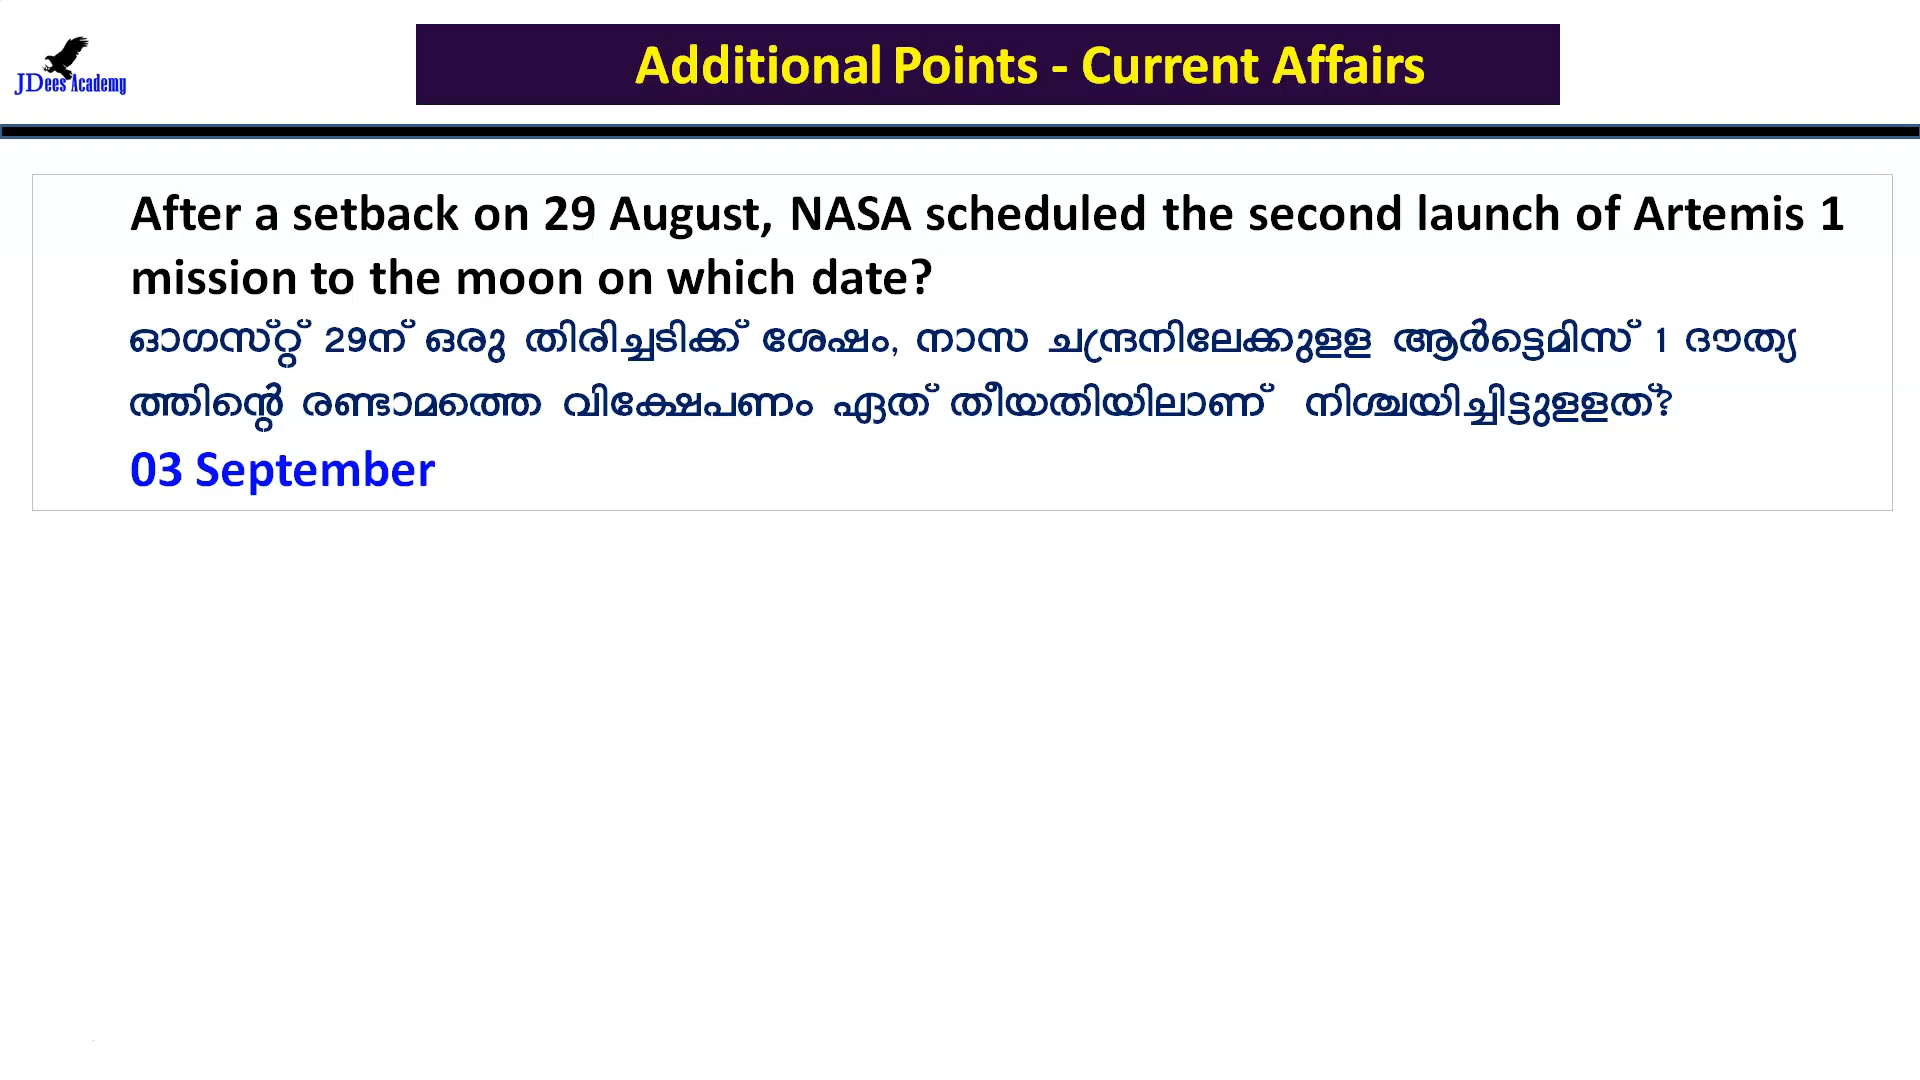 JDees Academy
Additional Points - Current Affairs
After a setback on 29 August, NASA scheduled the second launch of Artemis 1
mission to the moon on which date?
ഓഗസ്റ്റ് 29ന് ഒരു തിരിച്ചടിക്ക് ശേഷം, നാസ ചന്ദ്രനിലേക്കുളള ആർട്ടെമിസ് 1 ദൗത്യ
ത്തിന്റെ രണ്ടാമത്തെ വിക്ഷേപണം ഏത് തീയതിയിലാണ് നിശ്ചയിച്ചിട്ടുളളത്?
03 September